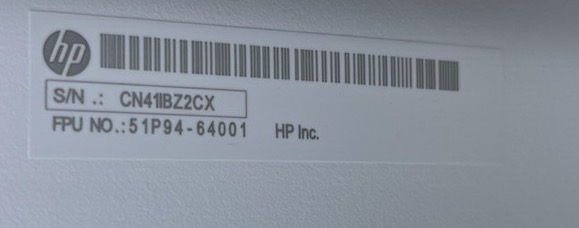 hp
S/N .: CN41IBZ2CX
FPU NO.:51P94-64001 HP Inc.